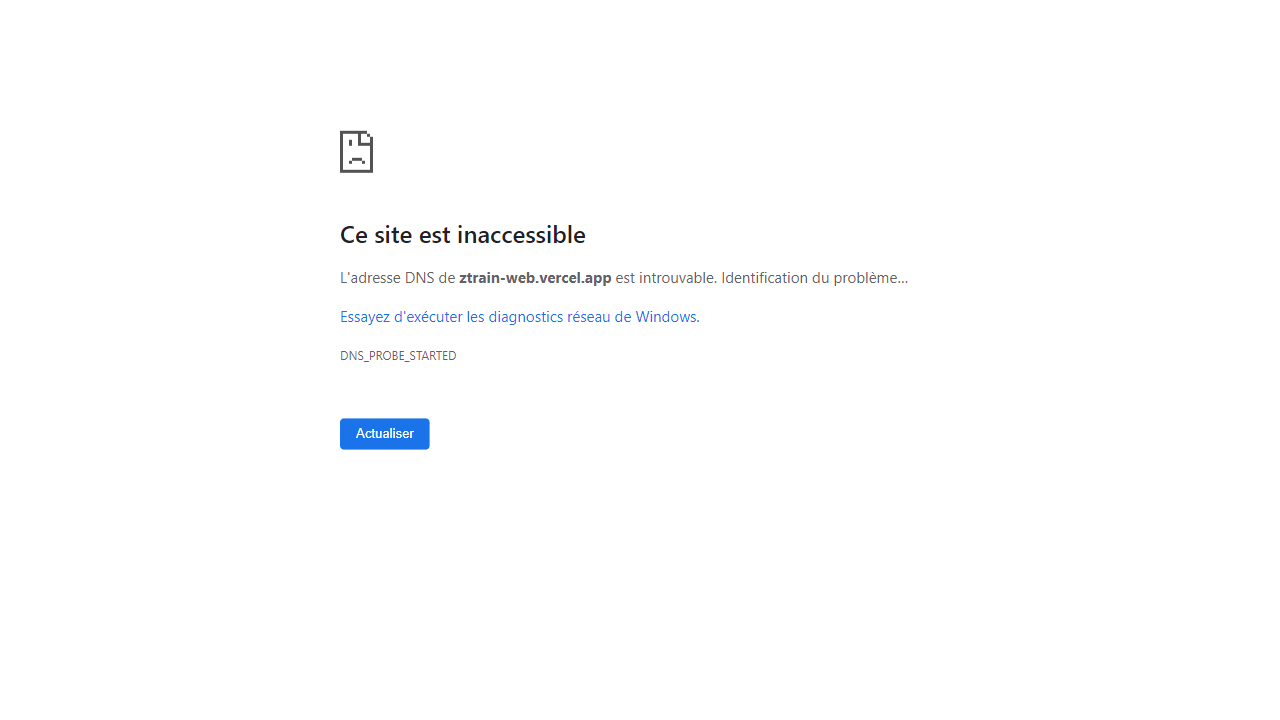 Ce site est inaccessible
L'adresse DNS de ztrain-web.vercel.app est introuvable. Identification du problème...
Essayez d'exécuter les diagnostics réseau de Windows.
DNS_PROBE_STARTED
Actualiser